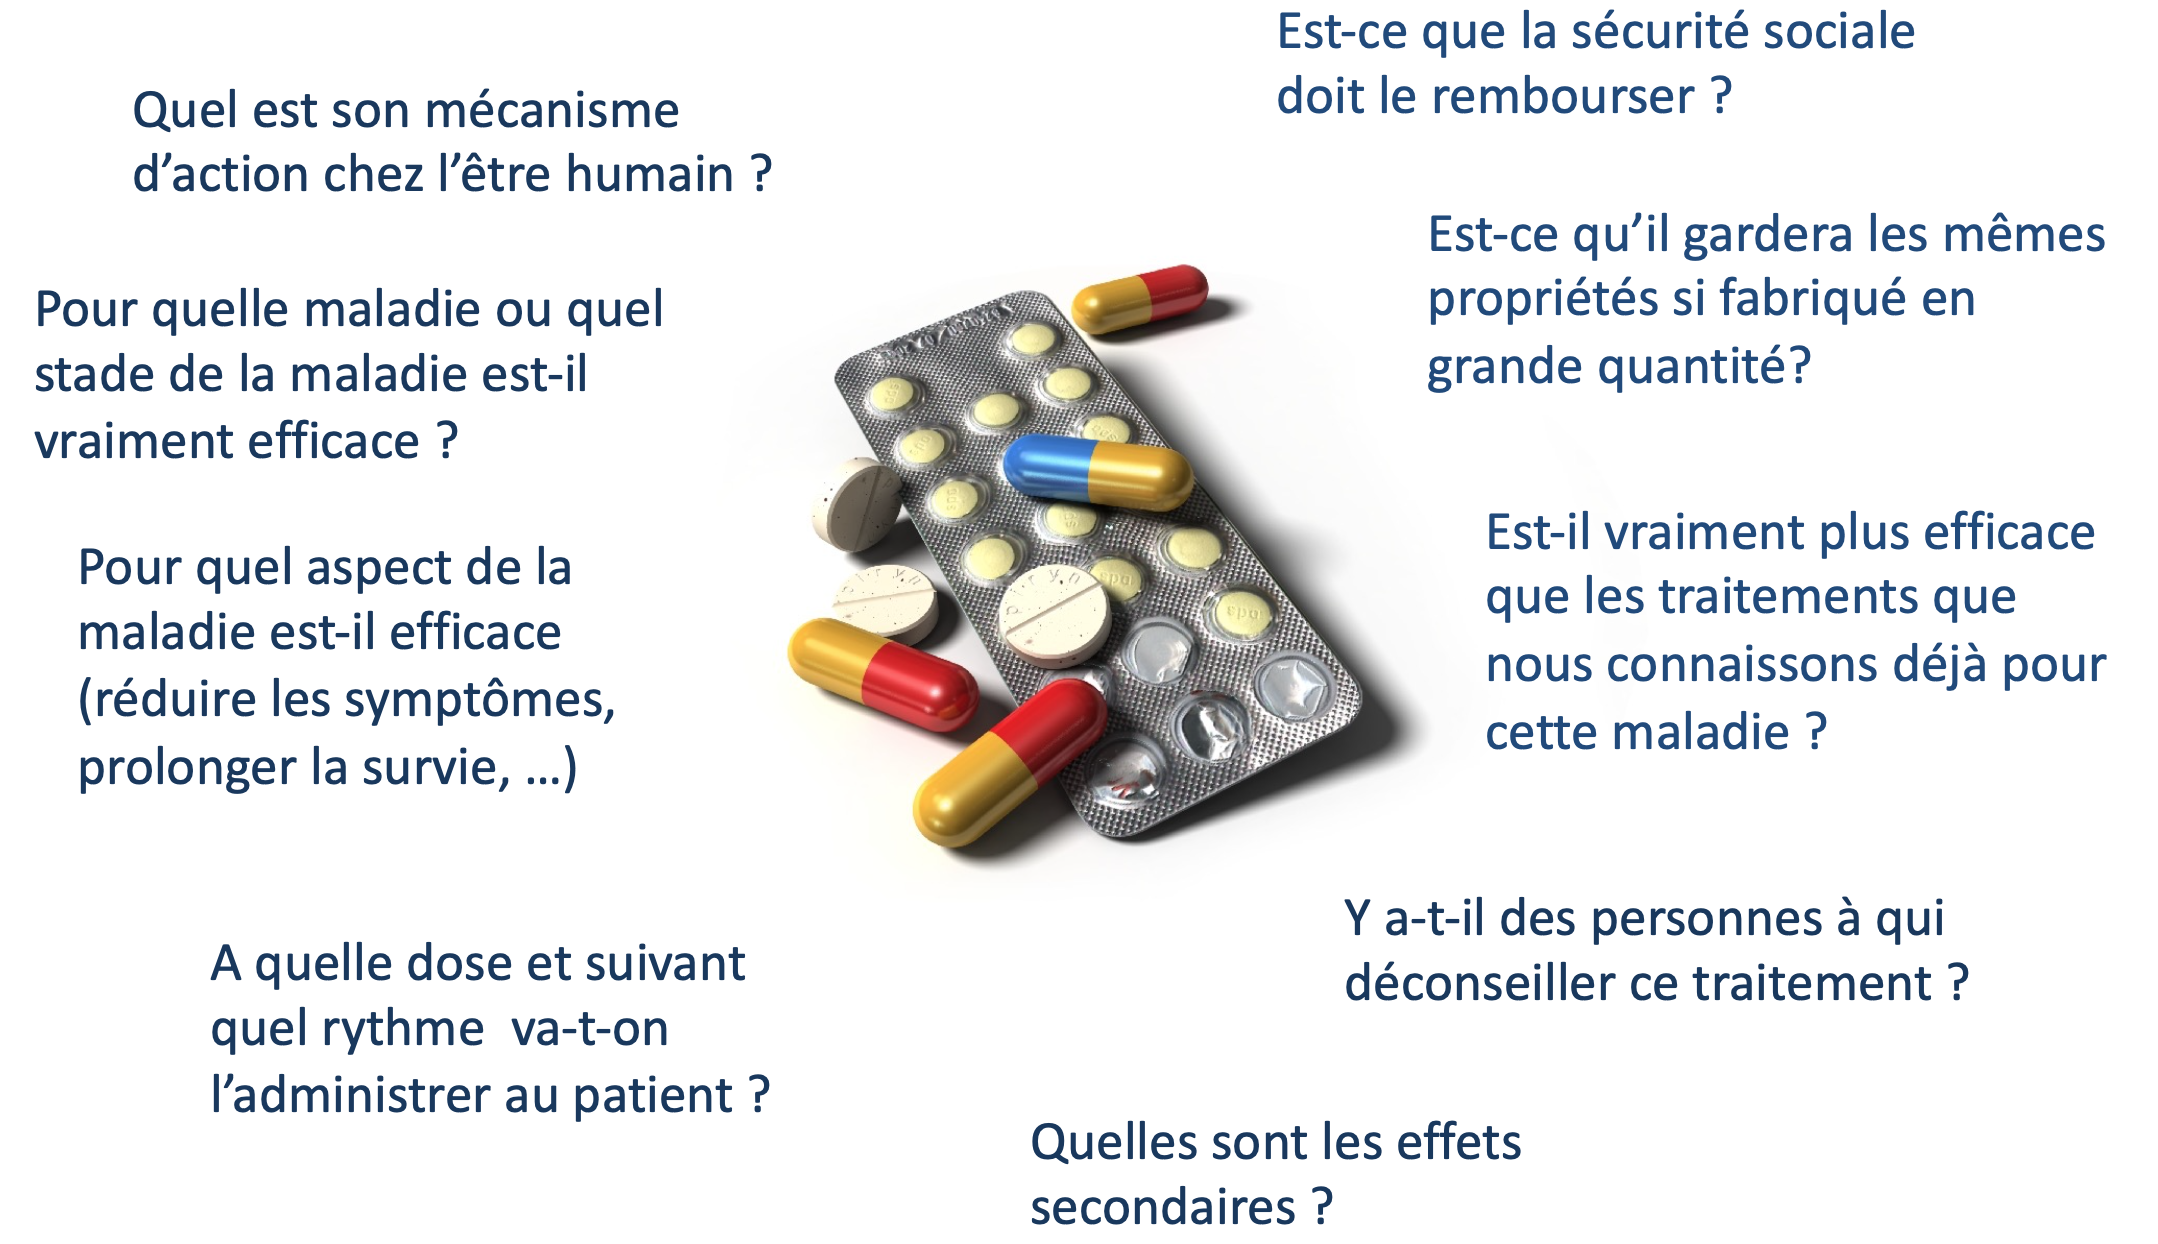 Quel est son mécanisme
d’action chez l’être humain ?
Pour quelle maladie ou quel
stade de la maladie est-il
vraiment efficace ?
Pour quel aspect de la
maladie est-il efficace
(réduire les symptômes,
prolonger la survie, …)
A quelle dose et suivant
quel rythme  va-t-on
l’administrer au patient ?
Est-ce que la sécurité sociale
doit le rembourser ?
Est-ce qu’il gardera les mêmes
propriétés si fabriqué en
grande quantité?
Est-il vraiment plus efficace
que les traitements que
nous connaissons déjà pour
cette maladie ?
Y a-t-il des personnes à qui
déconseiller ce traitement ?
Quelles sont les effets
secondaires ?